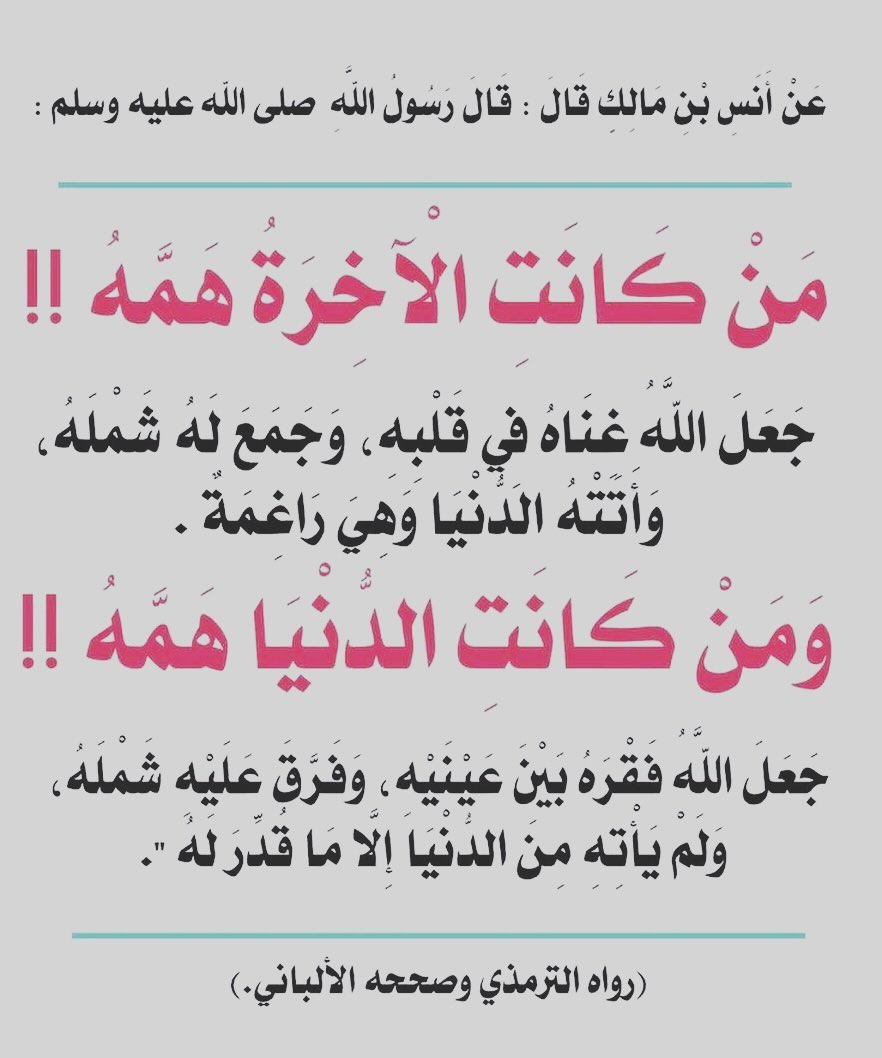 عَنْ أَنَسِ بْنِ مَالِكٍ قَالَ : قَالَ رَسُولُ اللَّهِ صلى الله عليه وسلم :
مَنْ كَانَتِ الْآخِرَةُ هَمَّهُ !!
جَعَلَ اللَّهُ غنَاهُ فِي قَلْبِه، وَجَمَعَ لَهُ شَمْلَهُ،
وَأَتَتْهُ الدُّنْيَا وَهِيَ رَاغِمَةٌ .
وَمَنْ كَانَتِ الدُّنْيَا هَمَّهُ !!
جَعَلَ اللَّهُ فَقْرَهُ بَيْنَ عَيْنَيْه، وَفَرَّقَ عَلَيْه شَمْلَهُ،
وَلَمْ يَأْتِهِ مِنَ الدُّنْيَا إِلَّا مَا قُدِّرَ لَهُ ".
(رواه الترمذي وصححه الألباني.)